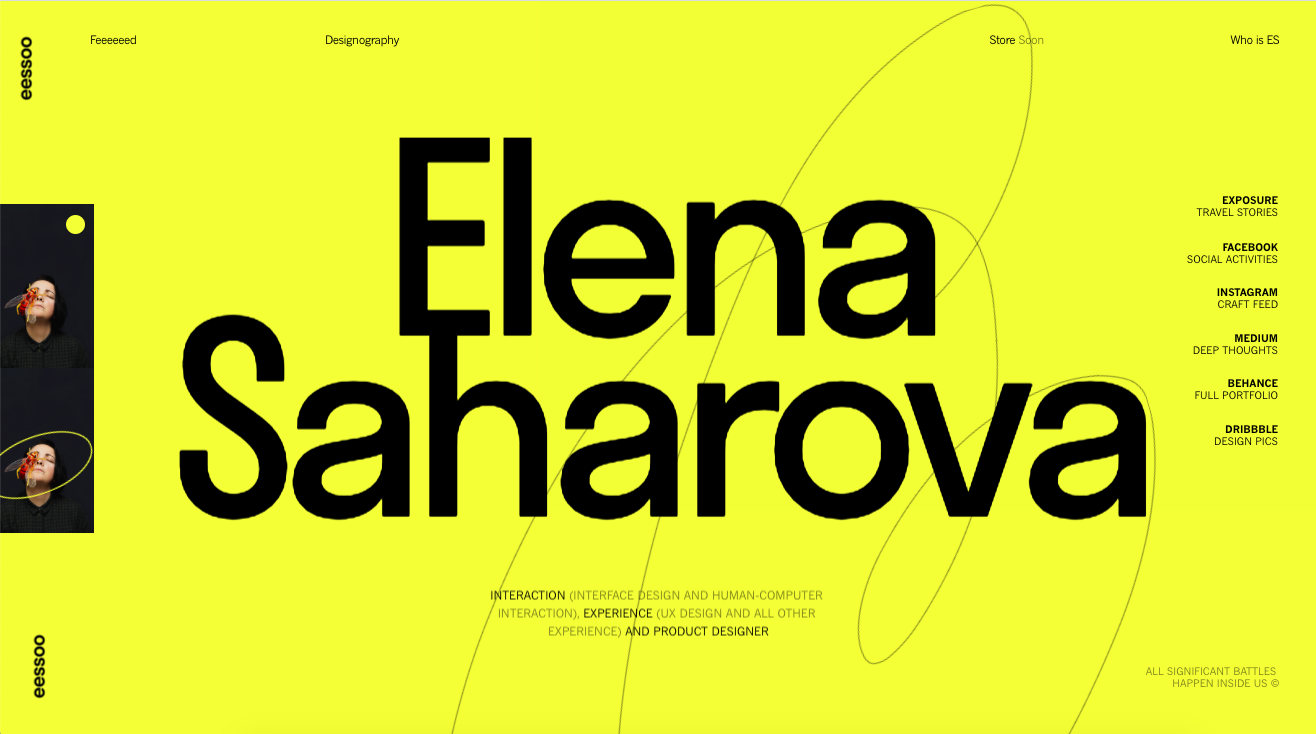 eessoo
Feeeeeed
Designography
Store Soon
Who is ES
Elena
Saharova
EXPOSURE
TRAVEL STORIES
FACEBOOK
SOCIAL ACTIVITIES
INSTAGRAM
CRAFT FEED
MEDIUM
DEEP THOUGHTS
BEHANCE
FULL PORTFOLIO
DRIBBBLE
DESIGN PICS
INTERACTION (INTERFACE DESIGN AND HUMAN-COMPUTER
INTERACTION), EXPERIENCE (UX DESIGN AND ALL OTHER
EXPERIENCE) AND PRODUCT DESIGNER
eessoo
ALL SIGNIFICANT BATTLES
HAPPEN INSIDE US ©